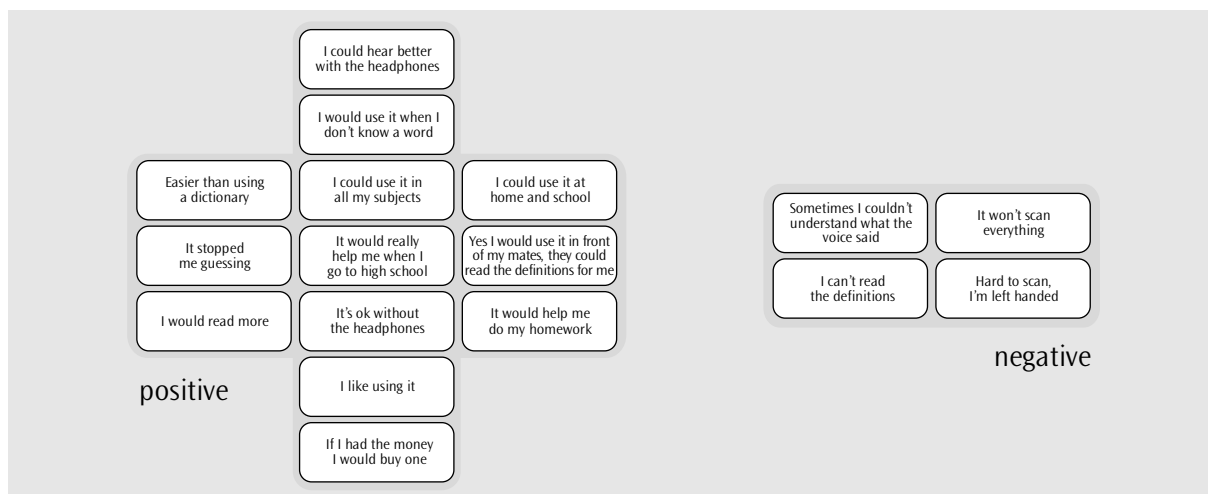 I could hear better
with the headphones
I would use it when I
don't know a word
Easier than using
a dictionary
I could use it in
all my subjects
I could use it at
home and school
It stopped
me guessing
It would really
help me when I
go to high school
Yes I would use it in front
of my mates, they could
read the definitions for me
I would read more
It's ok without
the headphones
It would help me
do my homework
I like using it
If I had the money
I would buy one
positive
Sometimes I couldn't
understand what the
voice said
It won't scan
everything
I can't read
the definitions
Hard to scan,
I'm left handed
negative